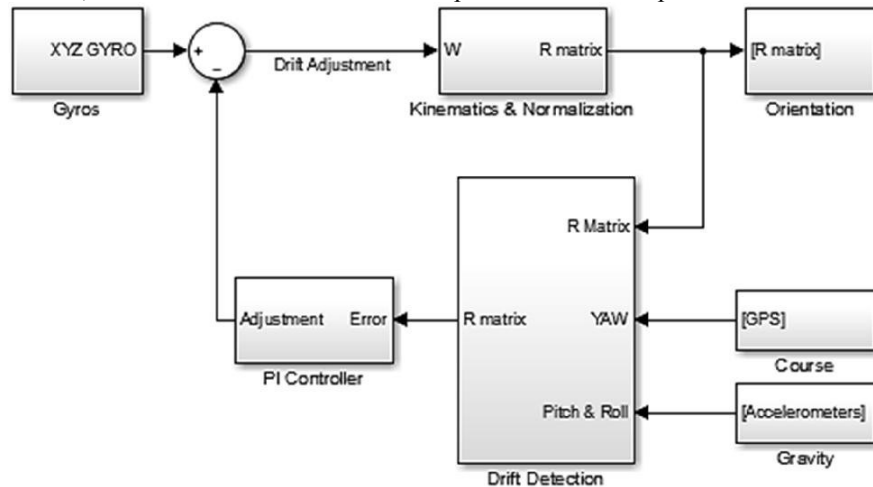 XYZ GYRO
+
−
Drift Adjustment
W
R matrix
[R matrix]
Gyros
Kinematics & Normalization
Orientation
R Matrix
Adjustment
Error
R matrix
YAW
[GPS]
PI Controller
Course
Pitch & Roll
[Accelerometers]
Gravity
Drift Detection